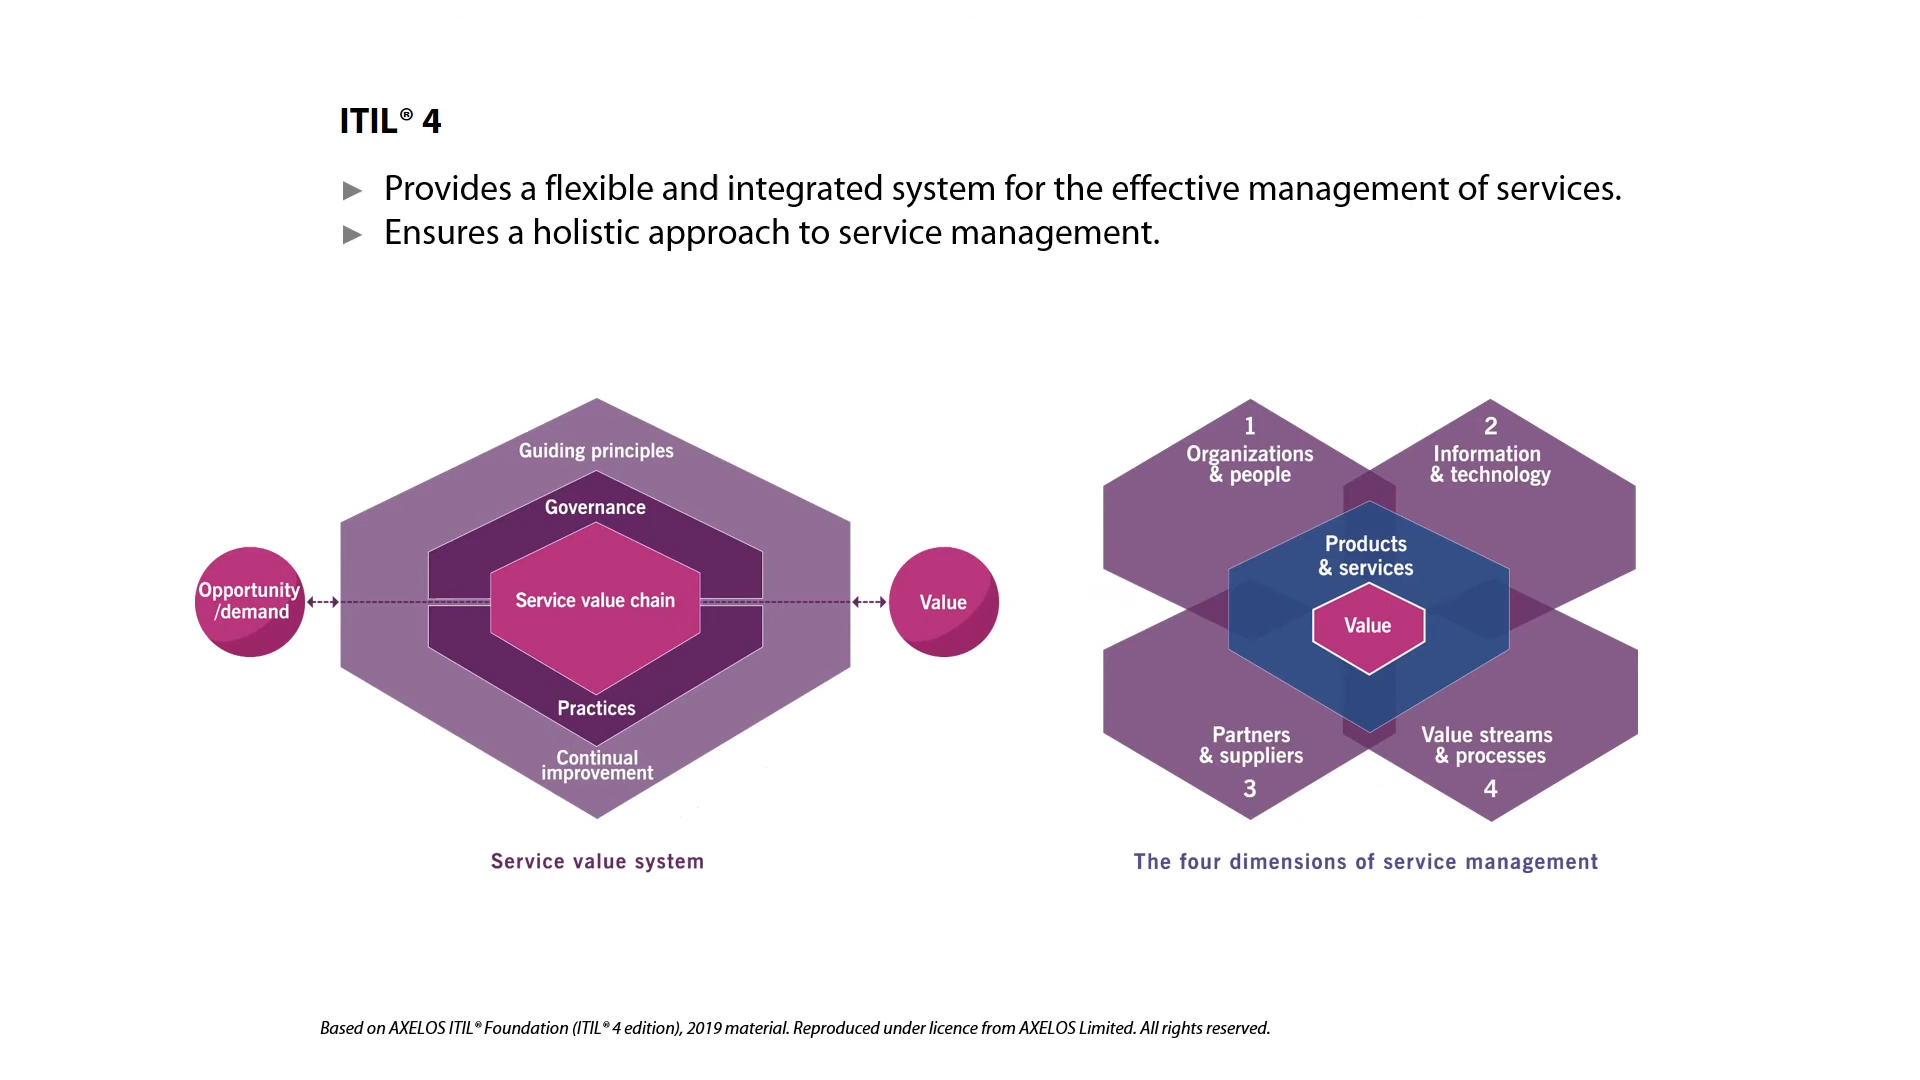 ITIL® 4
► Provides a flexible and integrated system for the effective management of services.
► Ensures a holistic approach to service management.
Guiding principles
Governance
Opportunity
/demand
Service value chain
Value
Practices
Continual
improvement
Service value system
1
Organizations
& people
2
Information
& technology
Products
& services
Value
Partners
& suppliers
3
Value streams
& processes
4
The four dimensions of service management
Based on AXELOS ITIL® Foundation (ITIL® 4 edition), 2019 material. Reproduced under licence from AXELOS Limited. All rights reserved.